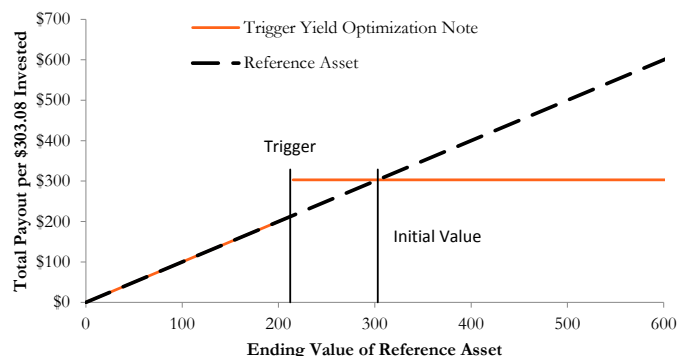 $700
$600
$500
$400
$300
$200
$100
$0
Total Payout per $303.08 Invested
Trigger Yield Optimization Note
Reference Asset
Trigger
Initial Value
0
100
200
300
400
500
600
Ending Value of Reference Asset